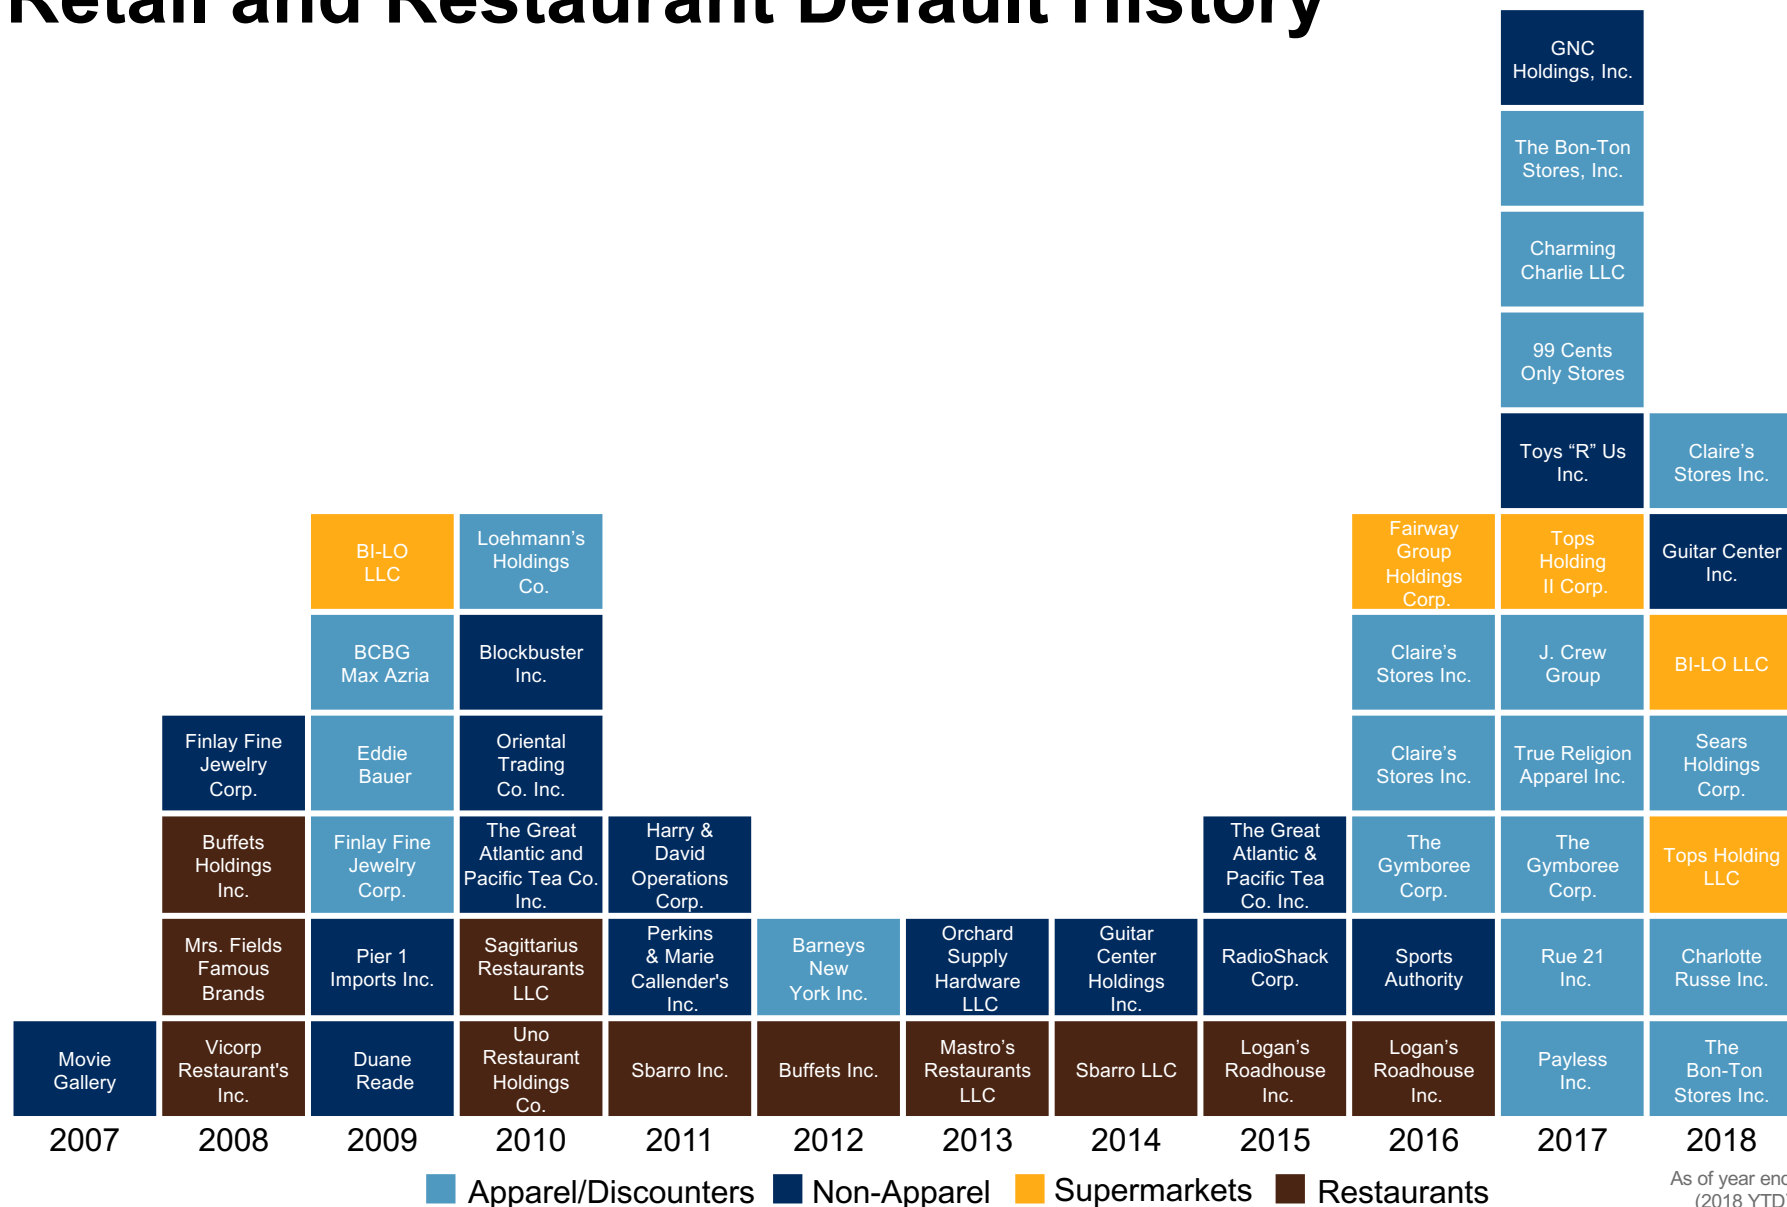 Retail and Restaurant Default History
GNC
Holdings, Inc.
The Bon-Ton
Stores, Inc.
Charming
Charlie LLC
99 Cents
Only Stores
Toys “R” Us
Inc.
Claire’s
Stores Inc.
BI-LO
LLC
Loehmann’s
Holdings
Co.
Fairway
Group
Holdings
Corp.
Tops
Holding
II Corp.
Guitar Center
Inc.
BCBG
Max Azria
Blockbuster
Inc.
Claire’s
Stores Inc.
J. Crew
Group
BI-LO LLC
Finlay Fine
Jewelry
Corp.
Eddie
Bauer
Oriental
Trading
Co. Inc.
Claire’s
Stores Inc.
True Religion
Apparel Inc.
Sears
Holdings
Corp.
Buffets
Holdings
Inc.
Finlay Fine
Jewelry
Corp.
The Great
Atlantic and
Pacific Tea Co.
Inc.
Harry &
David
Operations
Corp.
The Great
Atlantic &
Pacific Tea
Co. Inc.
The
Gymboree
Corp.
The
Gymboree
Corp.
Tops Holding
LLC
Mrs. Fields
Famous
Brands
Pier 1
Imports Inc.
Sagittarius
Restaurants
LLC
Perkins
& Marie
Callender's
Inc.
Barneys
New
York Inc.
Orchard
Supply
Hardware
LLC
Guitar
Center
Holdings
Inc.
RadioShack
Corp.
Sports
Authority
Rue 21
Inc.
Charlotte
Russe Inc.
Movie
Gallery
Vicorp
Restaurant's
Inc.
Duane
Reade
Uno
Restaurant
Holdings
Co.
Sbarro Inc.
Buffets Inc.
Mastro’s
Restaurants
LLC
Sbarro LLC
Logan’s
Roadhouse
Inc.
Logan’s
Roadhouse
Inc.
Payless
Inc.
The
Bon-Ton
Stores Inc.
2007 2008 2009 2010 2011 2012 2013 2014 2015 2016 2017 2018
Apparel/Discounters Non-Apparel Supermarkets Restaurants
As of year end
(2018 YTD)